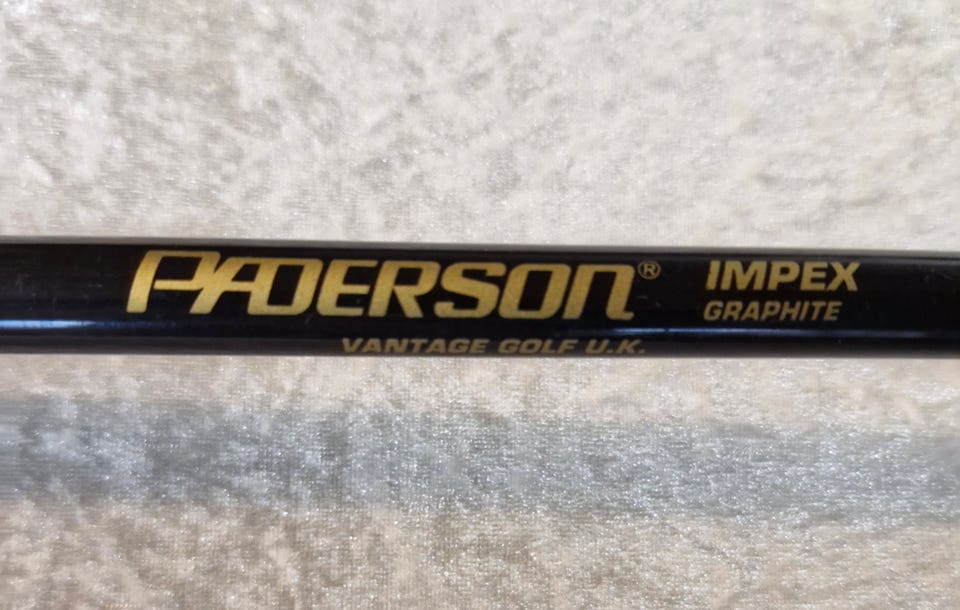 PADERSON® IMPEX
GRAPHITE
VANTAGE GOLF U.K.